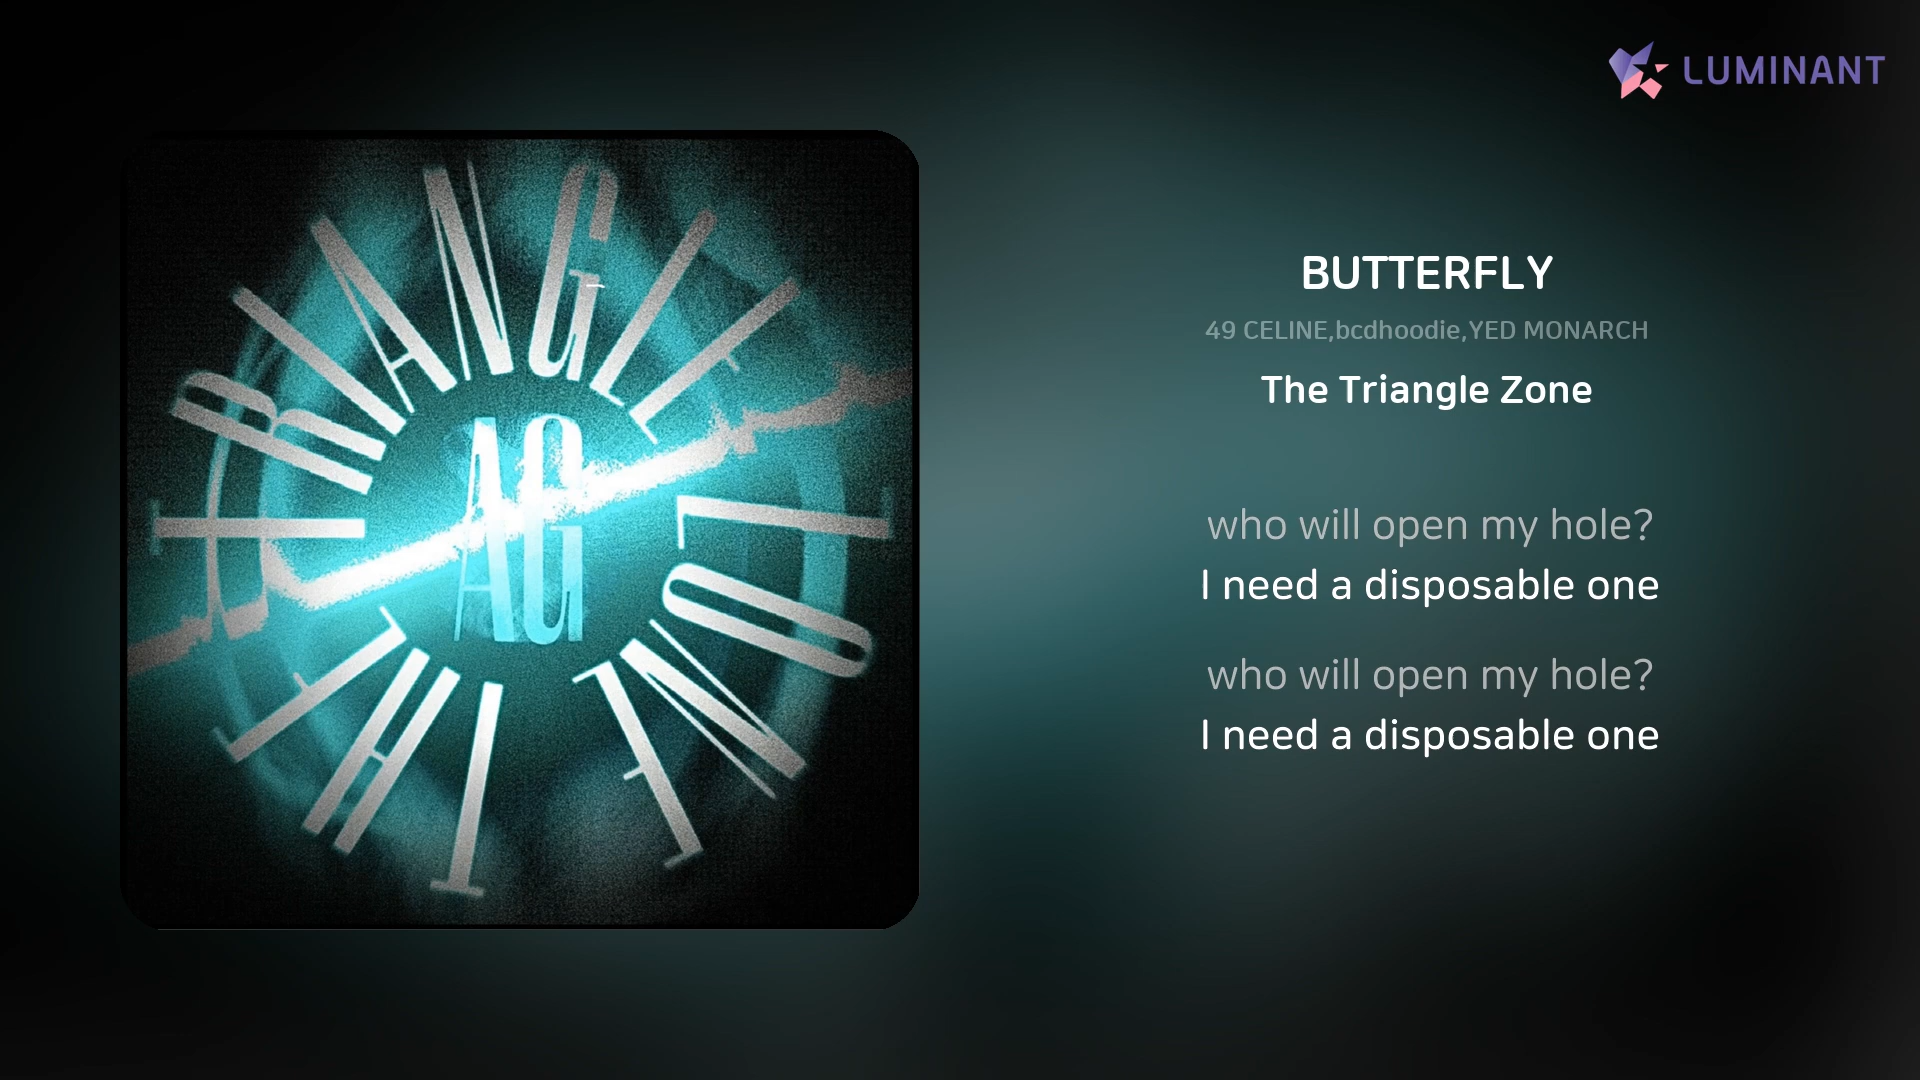 LUMINANT
THE TRIANGLE ZONE
AG
BUTTERFLY
49 CELINE,bcdhoodie,YED MONARCH
The Triangle Zone
who will open my hole?
I need a disposable one
who will open my hole?
I need a disposable one